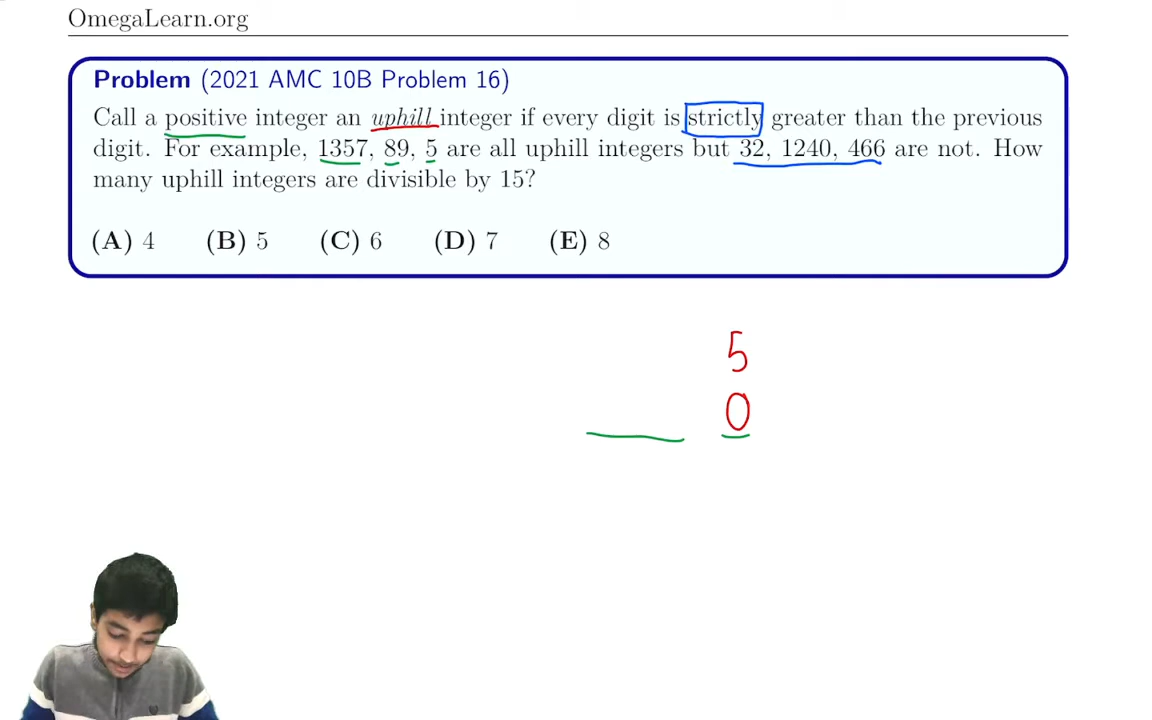 OmegaLearn.org
Problem (2021 AMC 10B Problem 16)
Call a positive integer an uphill integer if every digit is strictly greater than the previous
digit. For example, 1357, 89, 5 are all uphill integers but 32, 1240, 466 are not. How
many uphill integers are divisible by 15?
(A) 4 (B) 5 (C) 6 (D) 7 (E) 8
5
0